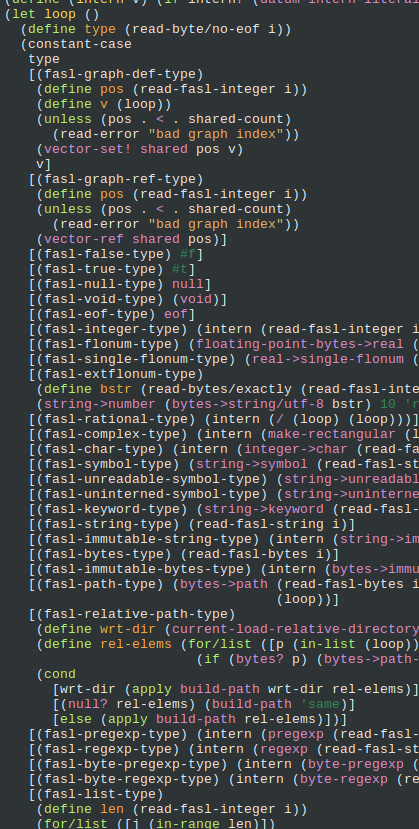 (define (intern v) (if intern? (datum-intern-literal
(let loop ()
(define type (read-byte/no-eof i))
(constant-case
type
[(fasl-graph-def-type)
(define pos (read-fasl-integer i))
(define v (loop))
(unless (pos . < . shared-count)
(read-error "bad graph index"))
(vector-set! shared pos v)
v]
[(fasl-graph-ref-type)
(define pos (read-fasl-integer i))
(unless (pos . < . shared-count)
(read-error "bad graph index"))
(vector-ref shared pos)]
[(fasl-false-type) #f]
[(fasl-true-type) #t]
[(fasl-null-type) null]
[(fasl-void-type) (void)]
[(fasl-eof-type) eof]
[(fasl-integer-type) (intern (read-fasl-integer i
[(fasl-flonum-type) (floating-point-bytes->real (
[(fasl-single-flonum-type) (real->single-flonum (
[(fasl-extflonum-type)
(define bstr (read-bytes/exactly (read-fasl-inte
(string->number (bytes->string/utf-8 bstr) 10 'r
[(fasl-rational-type) (intern (/ (loop) (loop)))]
[(fasl-complex-type) (intern (make-rectangular (l
[(fasl-char-type) (intern (integer->char (read-fa
[(fasl-symbol-type) (string->symbol (read-fasl-st
[(fasl-unreadable-symbol-type) (string->unreadabl
[(fasl-uninterned-symbol-type) (string->uninterne
[(fasl-keyword-type) (string->keyword (read-fasl-
[(fasl-string-type) (read-fasl-string i)]
[(fasl-immutable-string-type) (intern (string->im
[(fasl-bytes-type) (read-fasl-bytes i)]
[(fasl-immutable-bytes-type) (intern (bytes->immu
[(fasl-path-type) (bytes->path (read-fasl-bytes i
(loop))]
[(fasl-relative-path-type)
(define wrt-dir (current-load-relative-directory
(define rel-elems (for/list ([p (in-list (loop))
(if (bytes? p) (bytes->path-
(cond
[wrt-dir (apply build-path wrt-dir rel-elems)]
[(null? rel-elems) (build-path 'same)]
[else (apply build-path rel-elems)])]
[(fasl-pregexp-type) (intern (pregexp (read-fasl-
[(fasl-regexp-type) (intern (regexp (read-fasl-st
[(fasl-byte-pregexp-type) (intern (byte-pregexp (
[(fasl-byte-regexp-type) (intern (byte-regexp (re
[(fasl-list-type)
(define len (read-fasl-integer i))
(for/list ([j (in-range len)])